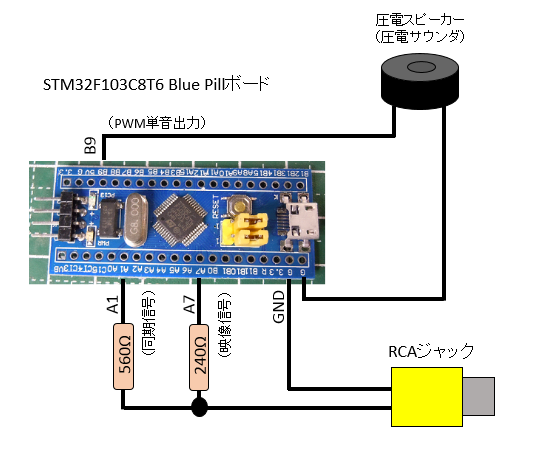 圧電スピーカー
(圧電サウンダ)
STM32F103C8T6 Blue Pillボード
(PWM単音出力)
B9
RESET
A1
(同期信号)
A7
(映像信号)
GND
560Ω
240Ω
RCAジャック